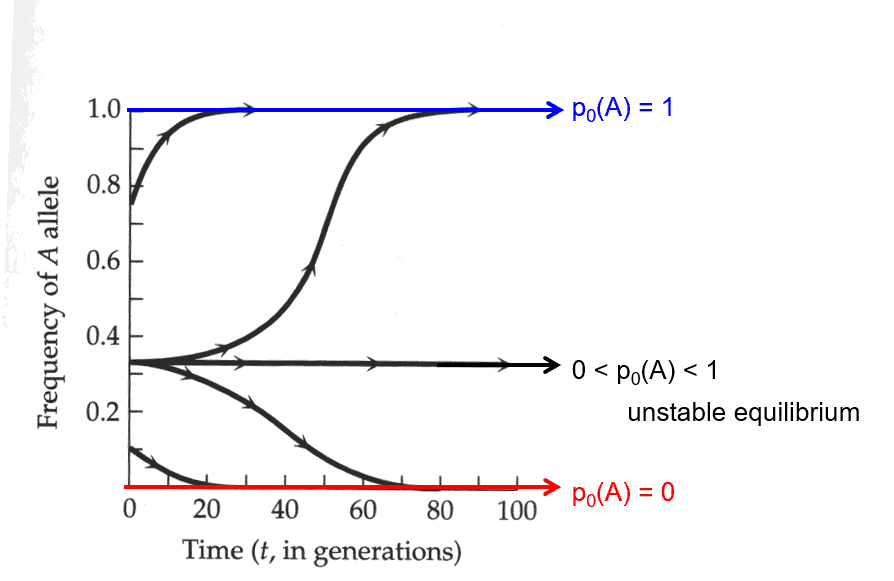 1.0
0.8
0.6
0.4
0.2
Frequency of A allele
0 20 40 60 80 100
Time (t, in generations)
p₀(A) = 1
0 < p₀(A) < 1
unstable equilibrium
p₀(A) = 0